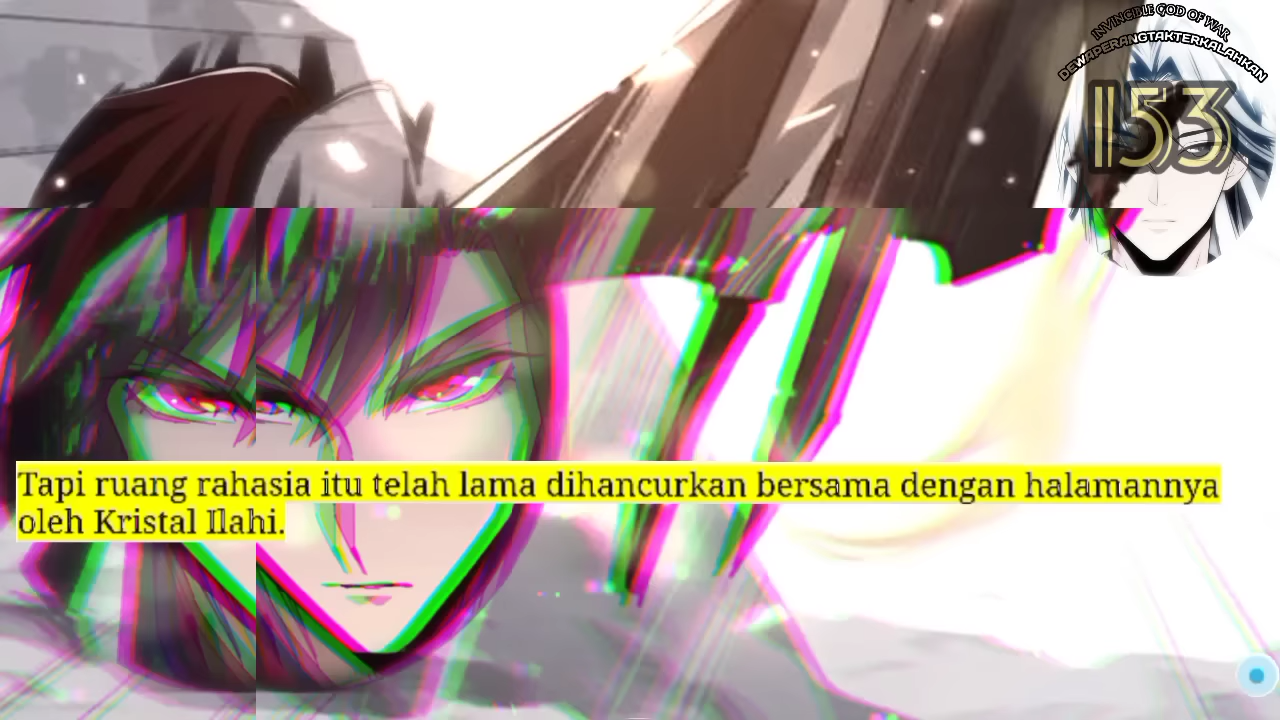 INVINCIBLE GOD OF WAR
DEWAPERANGTAKTERKALAHKAN
153
Tapi ruang rahasia itu telah lama dihancurkan bersama dengan halamannya
oleh Kristal Ilahi.